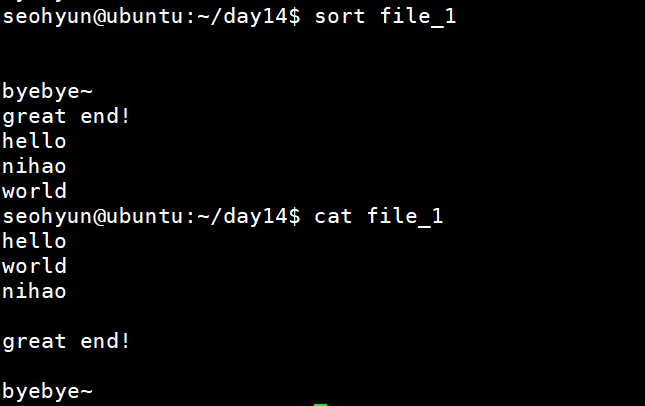 seohyun@ubuntu:~/day14$ sort file_1
byebye~
great end!
hello
nihao
world
seohyun@ubuntu:~/day14$ cat file_1
hello
world
nihao
great end!
byebye~